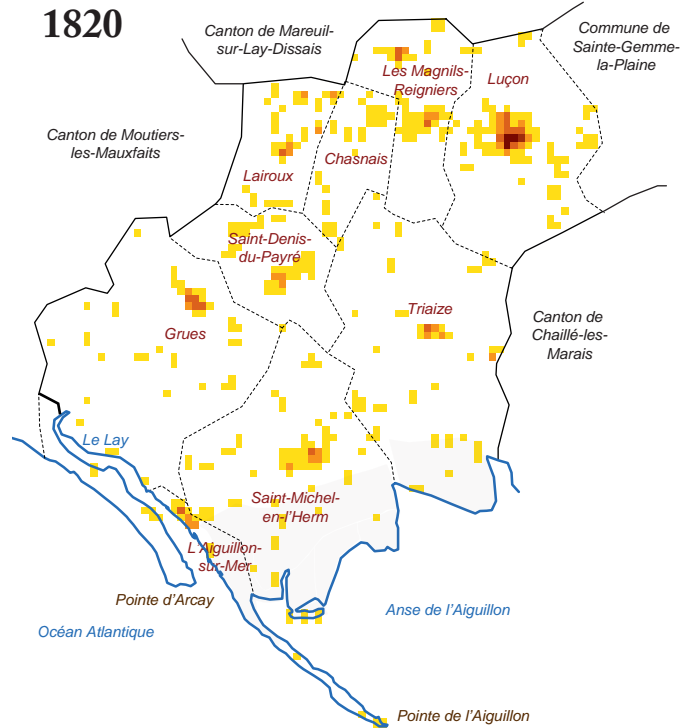 1820
Canton de Mareuil-
sur-Lay-Dissais
Commune de
Sainte-Gemme-
la-Plaine
Les Magnils-
Reigniers
Luçon
Canton de Moutiers-
les-Mauxfaits
Chasnais
Lairoux
Saint-Denis-
du-Payré
Triaize
Canton de
Chaillé-les-
Marais
Grues
Le Lay
Saint-Michel-
en-l'Herm
L'Aiguillon-
sur-Mer
Pointe d'Arcay
Anse de l'Aiguillon
Océan Atlantique
Pointe de l'Aiguillon